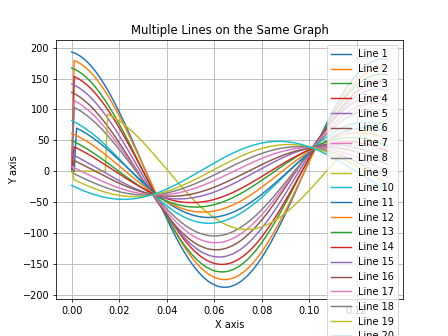 Multiple Lines on the Same Graph
200
150
100
50
0
−50
−100
−150
−200
Y axis
0.00
0.02
0.04
0.06
0.08
0.10
X axis
Line 1
Line 2
Line 3
Line 4
Line 5
Line 6
Line 7
Line 8
Line 9
Line 10
Line 11
Line 12
Line 13
Line 14
Line 15
Line 16
Line 17
Line 18
Line 19
Line 20